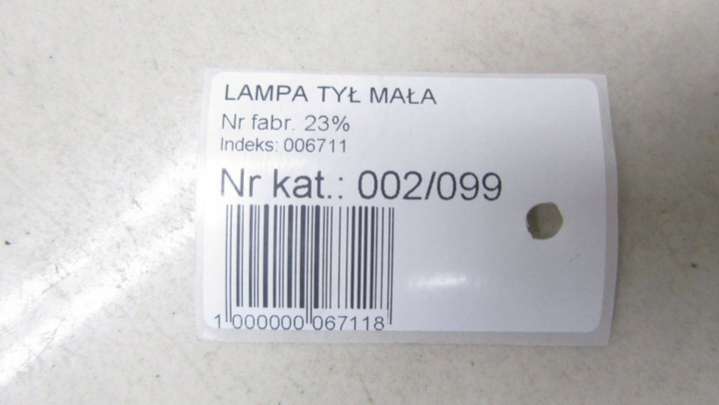 LAMPA TYŁ MAŁA
Nr fabr. 23%
Indeks: 006711
Nr kat.: 002/099
1 000000 067118